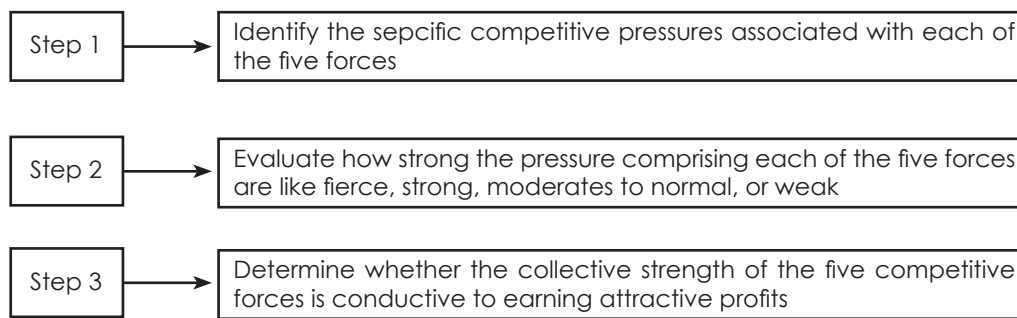 Step 1
Identify the sepcific competitive pressures associated with each of
the five forces
Step 2
Evaluate how strong the pressure comprising each of the five forces
are like fierce, strong, moderates to normal, or weak
Step 3
Determine whether the collective strength of the five competitive
forces is conductive to earning attractive profits